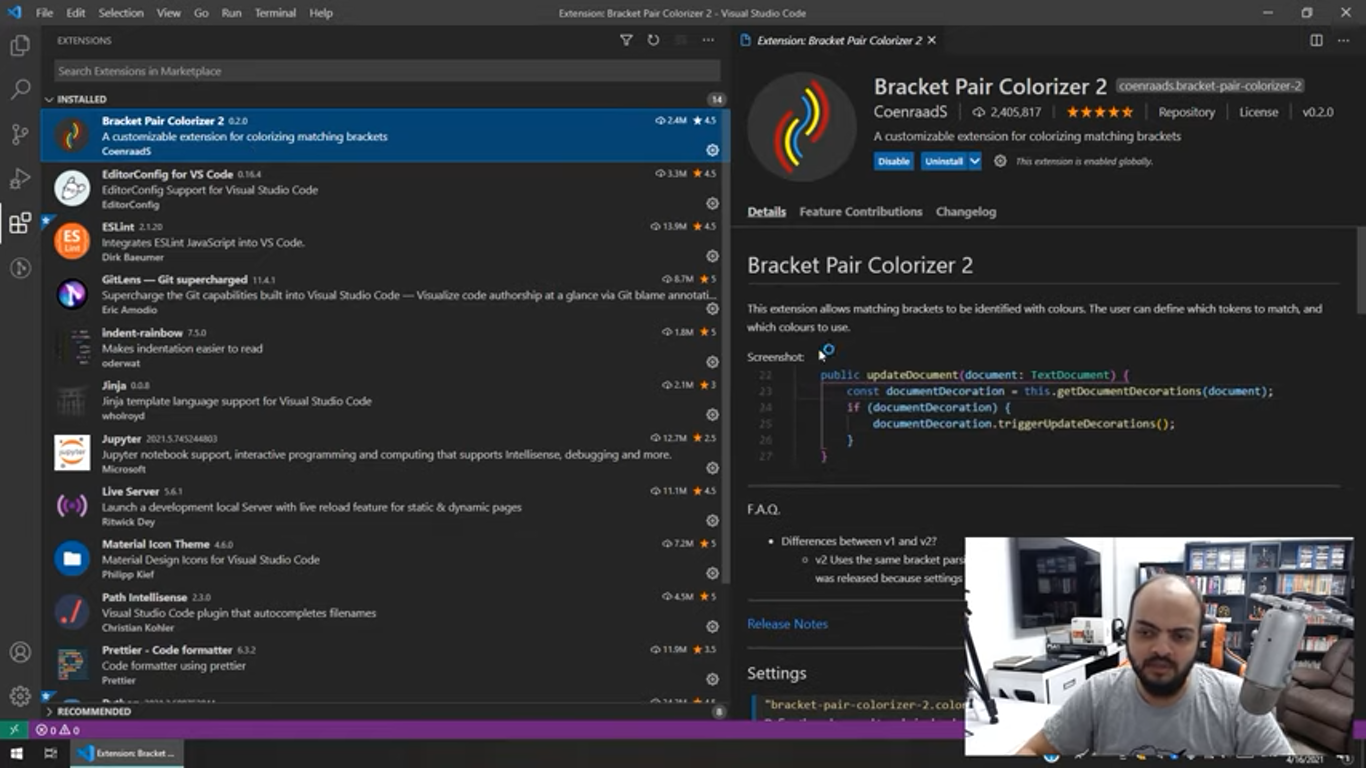 File Edit Selection View Go Run Terminal Help
Extension: Bracket Pair Colorizer 2 - Visual Studio Code
EXTENSIONS
Search Extensions in Marketplace
INSTALLED 14
Bracket Pair Colorizer 2 0.2.0 2.4M 4.5
A customizable extension for colorizing matching brackets
CoenraadS
EditorConfig for VS Code 0.16.4 3.3M 4.5
EditorConfig Support for Visual Studio Code
EditorConfig
ES
Lint
ESLint 2.1.20 13.9M 4.5
Integrates ESLint JavaScript into VS Code.
Dirk Baeumer
GitLens — Git supercharged 11.4.1 8.7M 5
Supercharge the Git capabilities built into Visual Studio Code — Visualize code authorship at a glance via Git blame annotati...
Eric Amodio
indent-rainbow 7.5.0 1.8M 5
Makes indentation easier to read
oderwat
Jinja 0.0.8 2.1M 3
Jinja template language support for Visual Studio Code
wholroyd
jupyter
Jupyter 2021.5.745244803 12.7M 2.5
Jupyter notebook support, interactive programming and computing that supports Intellisense, debugging and more.
Microsoft
Live Server 5.6.1 11.1M 4.5
Launch a development local Server with live reload feature for static & dynamic pages
Ritwick Dey
Material Icon Theme 4.6.0 7.2M 5
Material Design Icons for Visual Studio Code
Philipp Kief
Path Intellisense 2.3.0 4.5M 5
Visual Studio Code plugin that autocompletes filenames
Christian Kohler
Prettier - Code formatter 6.3.2 11.9M 3.5
Code formatter using prettier
Prettier
RECOMMENDED 8
Extension: Bracket Pair Colorizer 2
Bracket Pair Colorizer 2 coenraads.bracket-pair-colorizer-2
CoenraadS 2,405,817 Repository License v0.2.0
A customizable extension for colorizing matching brackets
Disable Uninstall This extension is enabled globally.
Details Feature Contributions Changelog
Bracket Pair Colorizer 2
This extension allows matching brackets to be identified with colours. The user can define which tokens to match, and
which colours to use.
Screenshot:
22 public updateDocument(document: TextDocument) {
23 const documentDecoration = this.getDocumentDecorations(document);
24 if (documentDecoration) {
25 documentDecoration.triggerUpdateDecorations();
26 }
27 }
F.A.Q.
Differences between v1 and v2?
v2 Uses the same bracket pars
was released because settings
Release Notes
Settings
"bracket-pair-colorizer-2.color
0 0
Extension: Bracket ...
4/16/2021